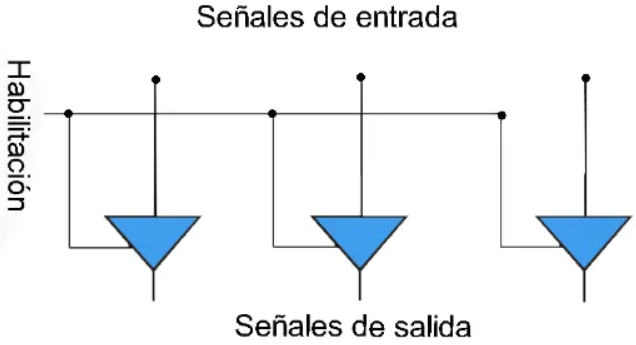 Señales de entrada
Habilitación
Señales de salida